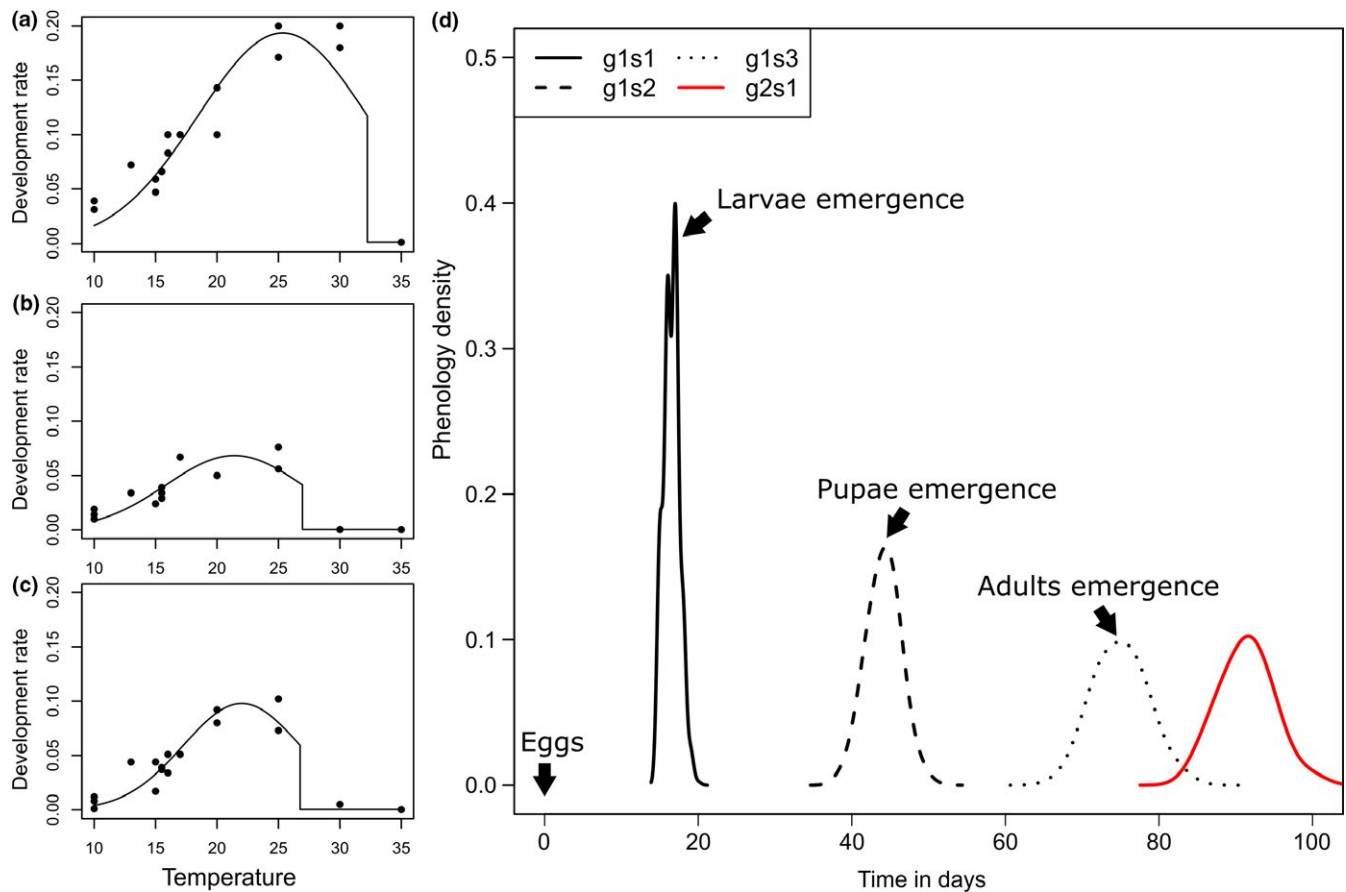 (a)
0.00 0.05 0.10 0.15 0.20
Development rate
10 15 20 25 30 35
(b)
0.00 0.05 0.10 0.15 0.20
Development rate
10 15 20 25 30 35
(c)
0.00 0.05 0.10 0.15 0.20
Development rate
10 15 20 25 30 35
Temperature
(d)
g1s1 g1s3
g1s2 g2s1
0.5
0.4
0.3
0.2
0.1
0.0
Phenology density
Larvae emergence
Pupae emergence
Adults emergence
Eggs
0 20 40 60 80 100
Time in days